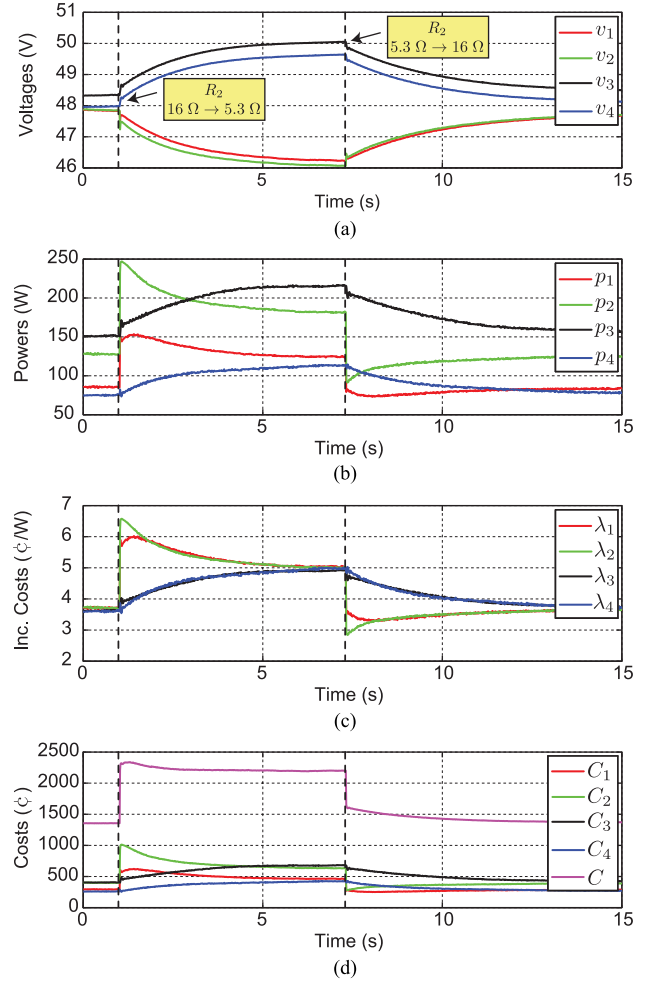 51
50
49
48
47
46
Voltages (V)
R2
16 Ω → 5.3 Ω
R2
5.3 Ω → 16 Ω
v1
v2
v3
v4
0 5 10 15
Time (s)
(a)
250
200
150
100
50
Powers (W)
p1
p2
p3
p4
0 5 10 15
Time (s)
(b)
7
6
5
4
3
2
Inc. Costs (¢/W)
λ1
λ2
λ3
λ4
0 5 10 15
Time (s)
(c)
2500
2000
1500
1000
500
0
Costs (¢)
C1
C2
C3
C4
C
0 5 10 15
Time (s)
(d)